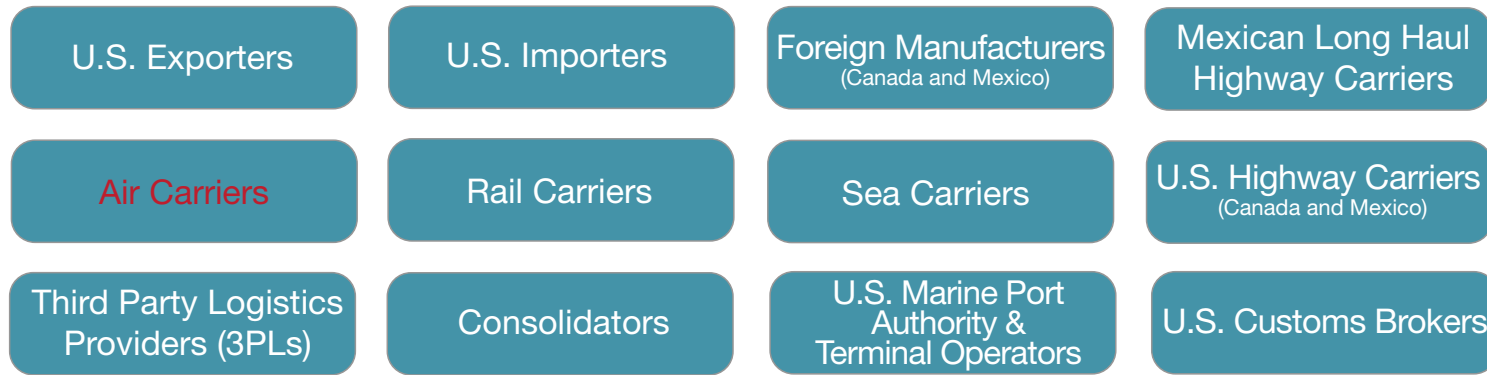 U.S. Exporters
U.S. Importers
Foreign Manufacturers
(Canada and Mexico)
Mexican Long Haul
Highway Carriers
Air Carriers
Rail Carriers
Sea Carriers
U.S. Highway Carriers
(Canada and Mexico)
Third Party Logistics
Providers (3PLs)
Consolidators
U.S. Marine Port
Authority &
Terminal Operators
U.S. Customs Brokers